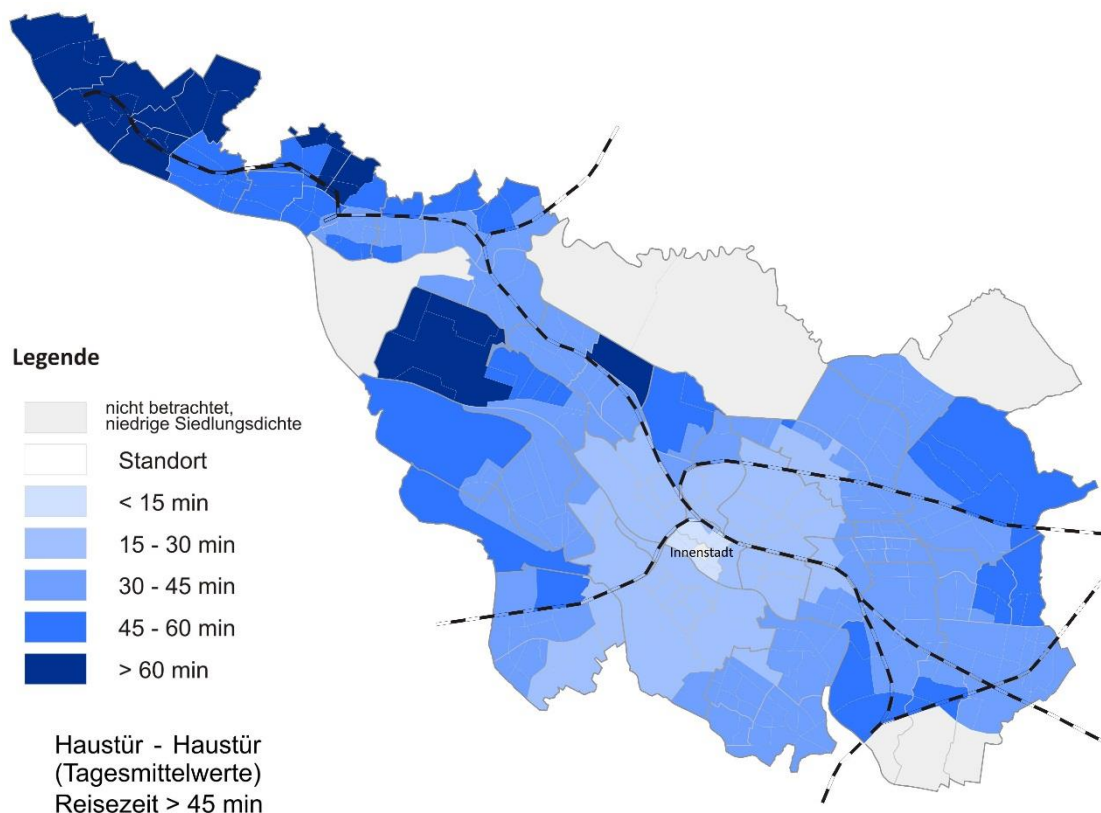 Legende
nicht betrachtet,
niedrige Siedlungsdichte
Standort
< 15 min
15 - 30 min
30 - 45 min
45 - 60 min
> 60 min
Haustür - Haustür
(Tagesmittelwerte)
Reisezeit > 45 min
Innenstadt